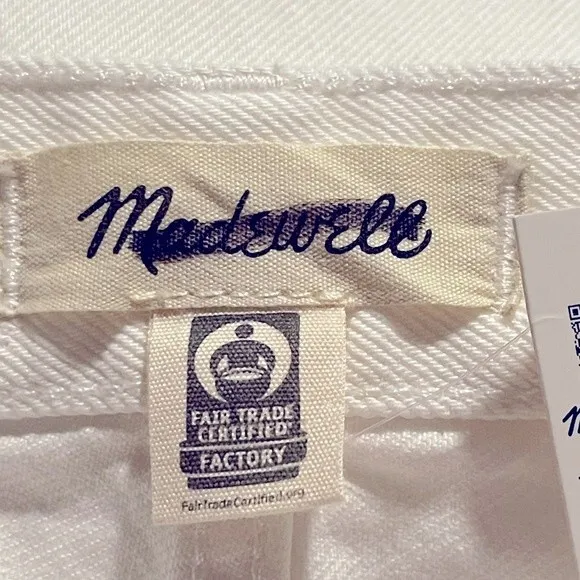 Madewell
FAIR TRADE
CERTIFIED
FACTORY
FairTradeCertified.org